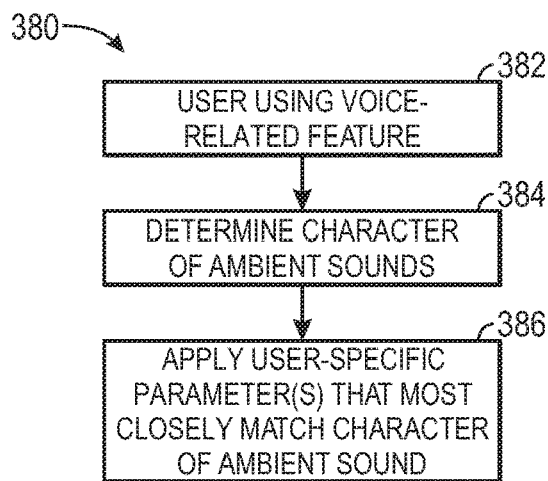 380
382
USER USING VOICE-
RELATED FEATURE
384
DETERMINE CHARACTER
OF AMBIENT SOUNDS
386
APPLY USER-SPECIFIC
PARAMETER(S) THAT MOST
CLOSELY MATCH CHARACTER
OF AMBIENT SOUND